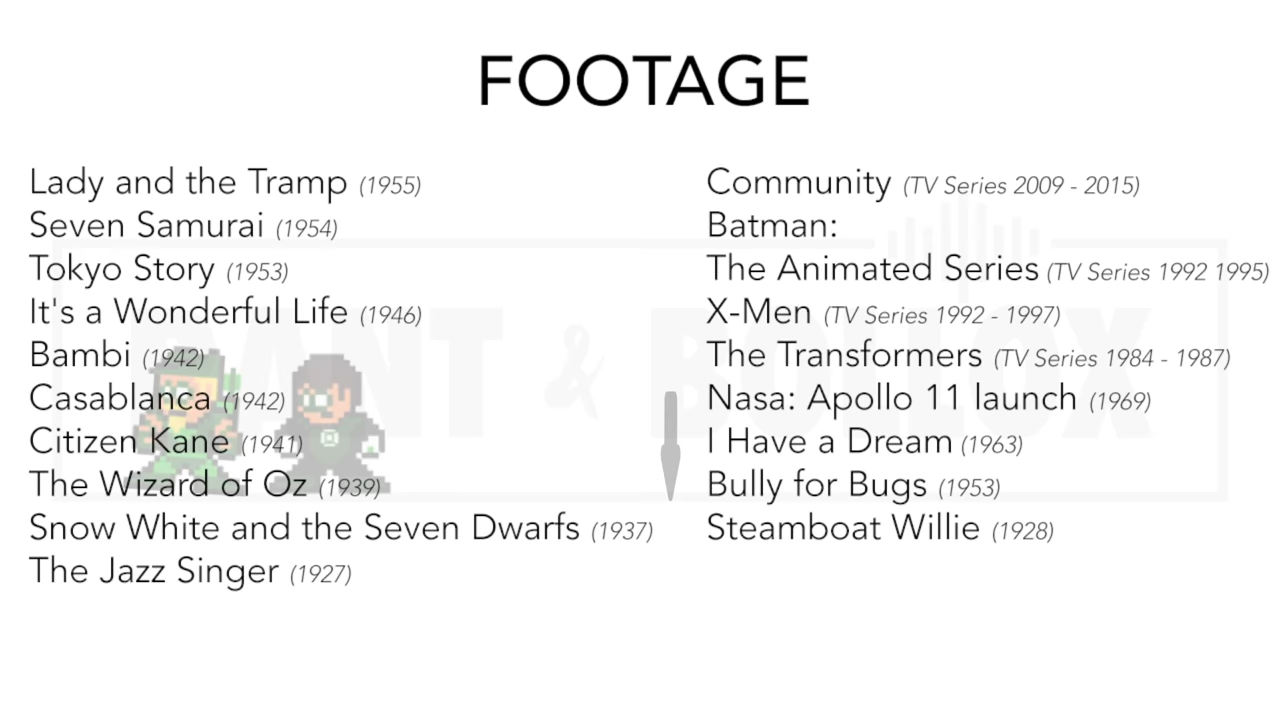 FOOTAGE
Lady and the Tramp (1955)
Seven Samurai (1954)
Tokyo Story (1953)
It's a Wonderful Life (1946)
Bambi (1942)
Casablanca (1942)
Citizen Kane (1941)
The Wizard of Oz (1939)
Snow White and the Seven Dwarfs (1937)
The Jazz Singer (1927)
Community (TV Series 2009 - 2015)
Batman:
The Animated Series (TV Series 1992 1995)
X-Men (TV Series 1992 - 1997)
The Transformers (TV Series 1984 - 1987)
Nasa: Apollo 11 launch (1969)
I Have a Dream (1963)
Bully for Bugs (1953)
Steamboat Willie (1928)